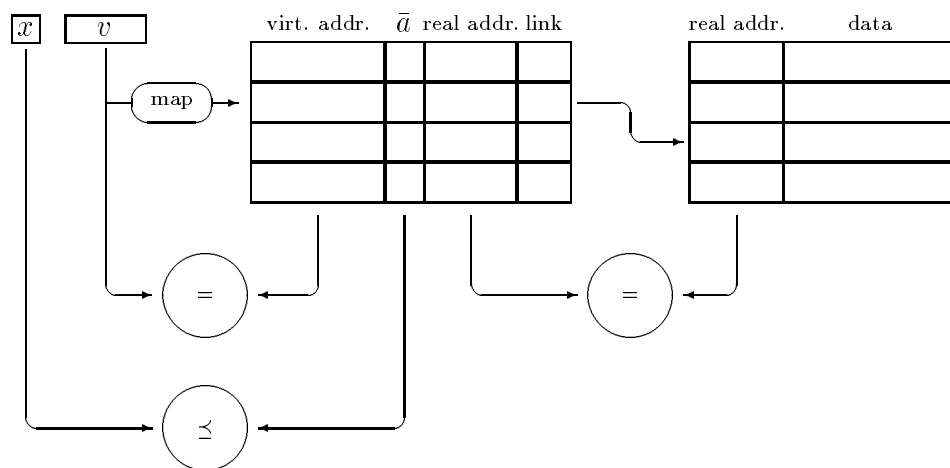 x v virt. addr. ā real addr. link real addr. data
map
= =
⪯